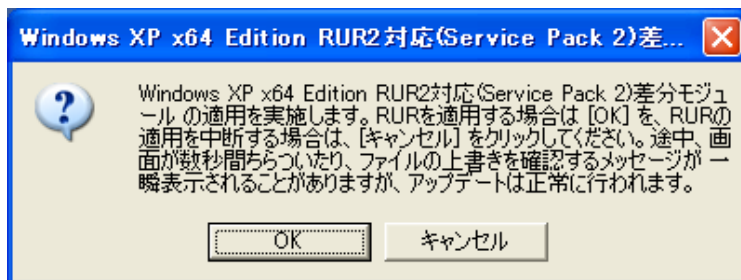 Windows XP x64 Edition RUR2対応(Service Pack 2)差...
Windows XP x64 Edition RUR2対応(Service Pack 2)差分モジュ
ール の適用を実施します。RURを適用する場合は [OK] を、RURの
適用を中断する場合は、[キャンセル] をクリックしてください。途中、画
面が数秒間ちらついたり、ファイルの上書きを確認するメッセージが 一
瞬表示されることがありますが、アップデートは正常に行われます。
OK
キャンセル